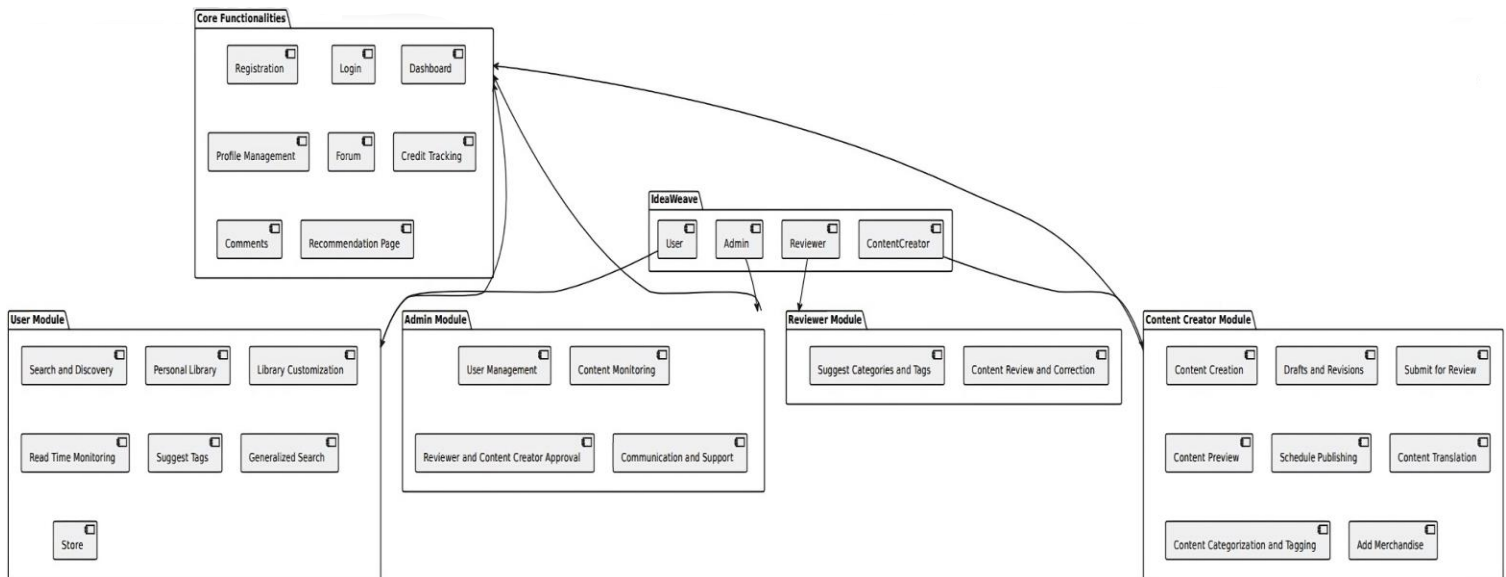 Core Functionalities
Registration
Login
Dashboard
Profile Management
Forum
Credit Tracking
Comments
Recommendation Page
IdeaWeave
User
Admin
Reviewer
ContentCreator
User Module
Search and Discovery
Personal Library
Library Customization
Read Time Monitoring
Suggest Tags
Generalized Search
Store
Admin Module
User Management
Content Monitoring
Reviewer and Content Creator Approval
Communication and Support
Reviewer Module
Suggest Categories and Tags
Content Review and Correction
Content Creator Module
Content Creation
Drafts and Revisions
Submit for Review
Content Preview
Schedule Publishing
Content Translation
Content Categorization and Tagging
Add Merchandise